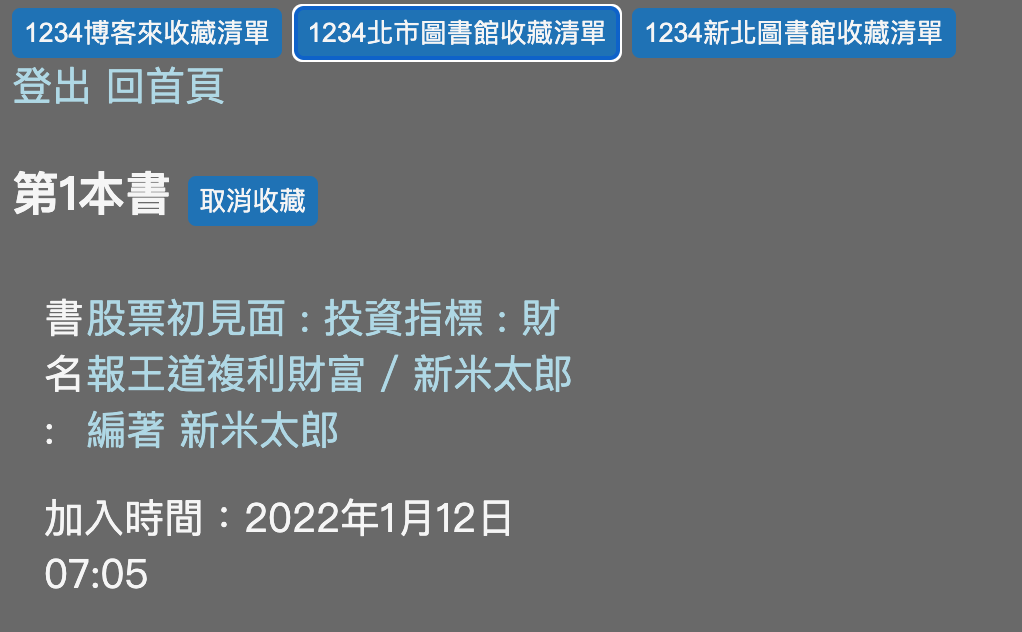 1234博客來收藏清單 1234北市圖書館收藏清單 1234新北圖書館收藏清單
登出 回首頁
第1本書 取消收藏
書股票初見面：投資指標：財
名報王道複利財富 / 新米太郎
： 編著 新米太郎
加入時間：2022年1月12日
07:05